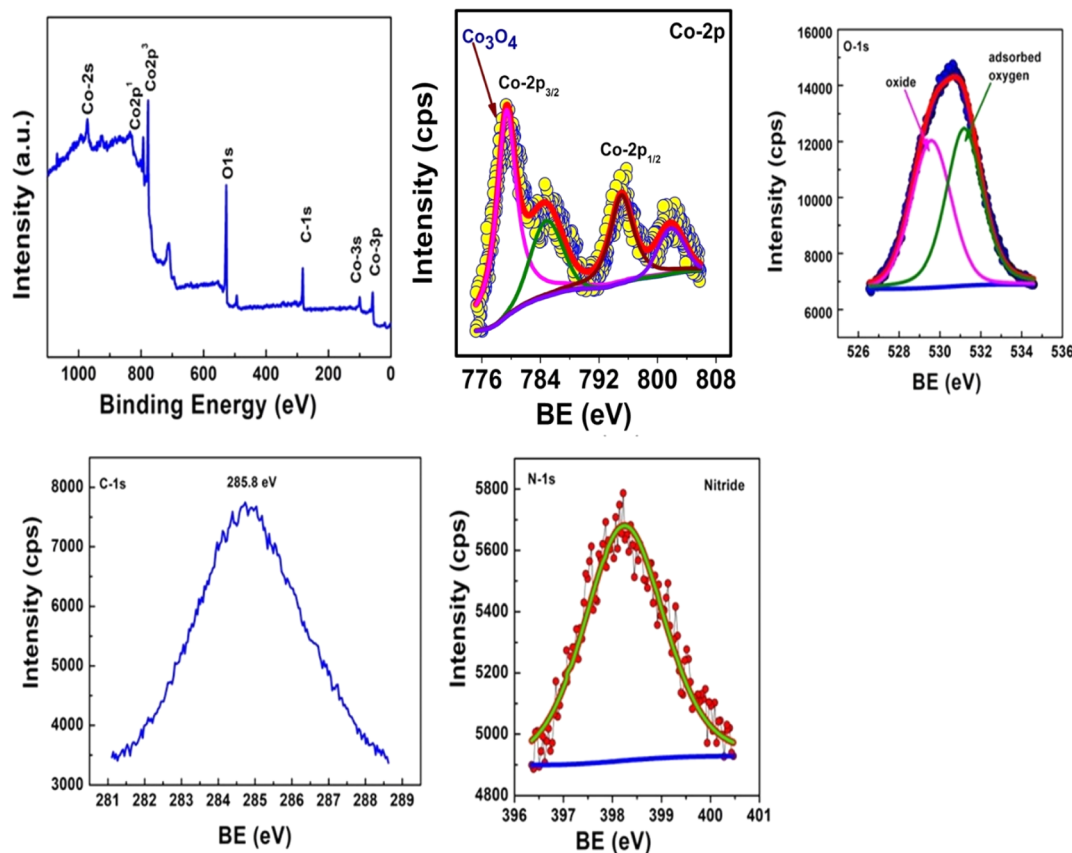 Intensity (a.u.)
Co-2s
Co2p¹
Co2p³
O1s
C-1s
Co-3s
Co-3p
1000 800 600 400 200 0
Binding Energy (eV)
Intensity (cps)
Co₃O₄
Co-2p
Co-2p₃/₂
Co-2p₁/₂
776 784 792 800 808
BE (eV)
Intensity (cps)
16000
14000
12000
10000
8000
6000
O-1s
oxide
adsorbed
oxygen
526 528 530 532 534 536
BE (eV)
Intensity (cps)
8000
7000
6000
5000
4000
3000
C-1s
285.8 eV
281 282 283 284 285 286 287 288 289
BE (eV)
Intensity (cps)
5800
5600
5400
5200
5000
4800
N-1s
Nitride
396 397 398 399 400 401
BE (eV)